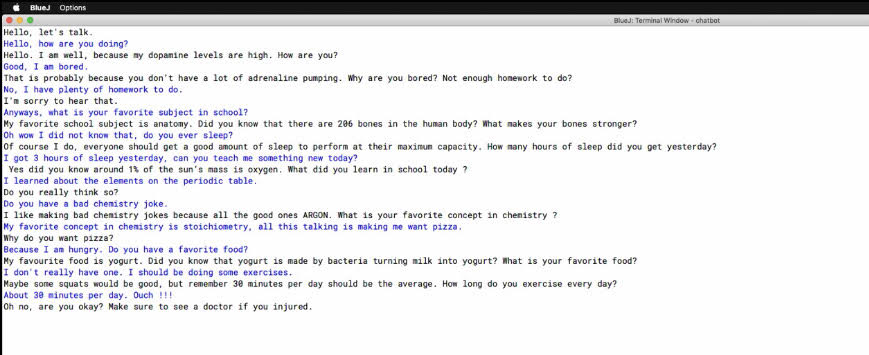 BlueJ Options
BlueJ: Terminal Window - chatbot
Hello, let's talk.
Hello, how are you doing?
Hello. I am well, because my dopamine levels are high. How are you?
Good, I am bored.
That is probably because you don't have a lot of adrenaline pumping. Why are you bored? Not enough homework to do?
No, I have plenty of homework to do.
I'm sorry to hear that.
Anyways, what is your favorite subject in school?
My favorite school subject is anatomy. Did you know that there are 206 bones in the human body? What makes your bones stronger?
Oh wow I did not know that, do you ever sleep?
Of course I do, everyone should get a good amount of sleep to perform at their maximum capacity. How many hours of sleep did you get yesterday?
I got 3 hours of sleep yesterday, can you teach me something new today?
Yes did you know around 1% of the sun's mass is oxygen. What did you learn in school today ?
I learned about the elements on the periodic table.
Do you really think so?
Do you have a bad chemistry joke.
I like making bad chemistry jokes because all the good ones ARGON. What is your favorite concept in chemistry ?
My favorite concept in chemistry is stoichiometry, all this talking is making me want pizza.
Why do you want pizza?
Because I am hungry. Do you have a favorite food?
My favourite food is yogurt. Did you know that yogurt is made by bacteria turning milk into yogurt? What is your favorite food?
I don't really have one. I should be doing some exercises.
Maybe some squats would be good, but remember 30 minutes per day should be the average. How long do you exercise every day?
About 30 minutes per day. Ouch !!!
Oh no, are you okay? Make sure to see a doctor if you injured.